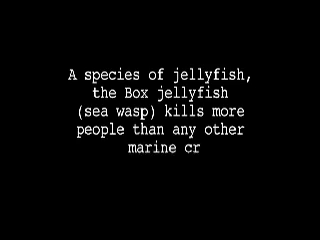 A species of jellyfish,
the Box jellyfish
(sea wasp) kills more
people than any other
marine cr